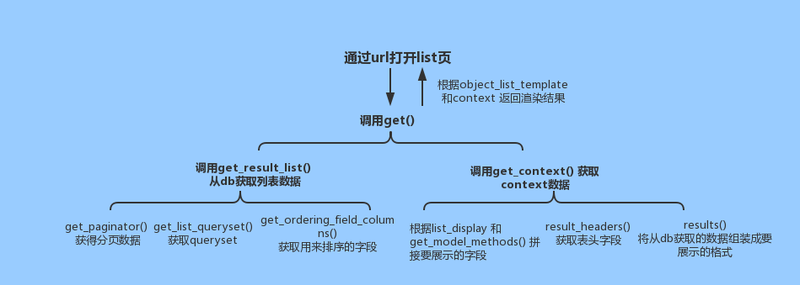 通过url打开list页
根据object_list_template
和context 返回渲染结果
调用get()
调用get_result_list()
从db获取列表数据
调用get_context() 获取
context数据
get_paginator()
获得分页数据
get_list_queryset()
获取queryset
get_ordering_field_colum
ns()
获取用来排序的字段
根据list_display 和
get_model_methods() 拼
接要展示的字段
result_headers()
获取表头字段
results()
将从db获取的数据组装成要
展示的格式